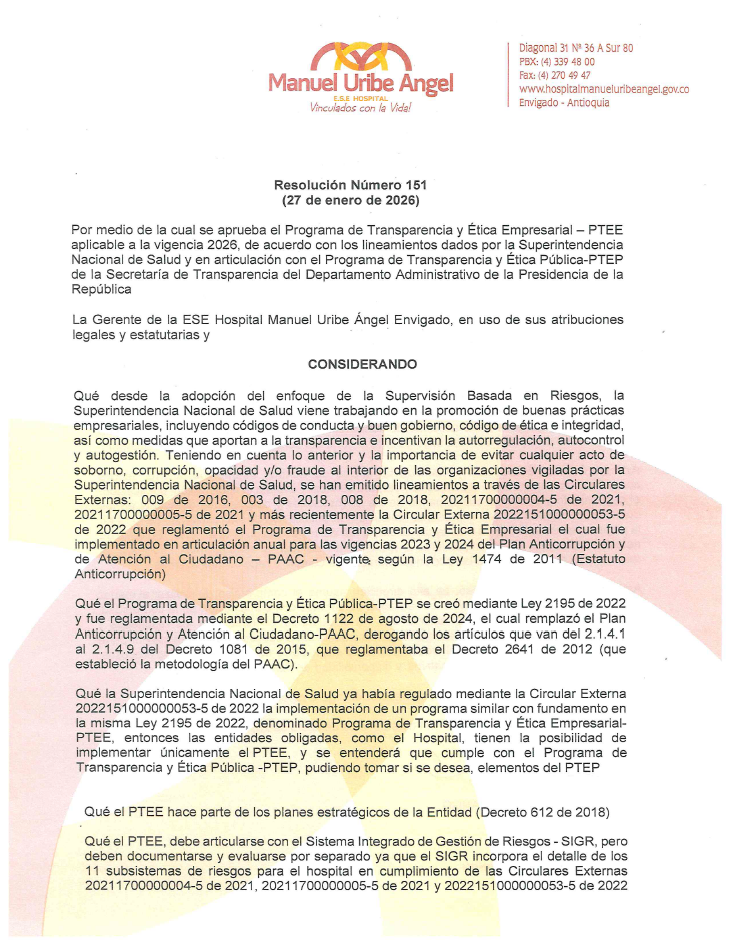 Manuel Uribe Angel
E.S.E HOSPITAL
Vinculados con la Vida!
Diagonal 31 Nº 36 A Sur 80
PBX: (4) 339 48 00
Fax: (4) 270 49 47
www.hospitalmanueluribeangel.gov.co
Envigado - Antioquia
Resolución Número 151
(27 de enero de 2026)
Por medio de la cual se aprueba el Programa de Transparencia y Ética Empresarial – PTEE
aplicable a la vigencia 2026, de acuerdo con los lineamientos dados por la Superintendencia
Nacional de Salud y en articulación con el Programa de Transparencia y Ética Pública-PTEP
de la Secretaría de Transparencia del Departamento Administrativo de la Presidencia de la
República
La Gerente de la ESE Hospital Manuel Uribe Ángel Envigado, en uso de sus atribuciones
legales y estatutarias y
CONSIDERANDO
Qué desde la adopción del enfoque de la Supervisión Basada en Riesgos, la
Superintendencia Nacional de Salud viene trabajando en la promoción de buenas prácticas
empresariales, incluyendo códigos de conducta y buen gobierno, código de ética e integridad,
así como medidas que aportan a la transparencia e incentivan la autorregulación, autocontrol
y autogestión. Teniendo en cuenta lo anterior y la importancia de evitar cualquier acto de
soborno, corrupción, opacidad y/o fraude al interior de las organizaciones vigiladas por la
Superintendencia Nacional de Salud, se han emitido lineamientos a través de las Circulares
Externas: 009 de 2016, 003 de 2018, 008 de 2018, 20211700000004-5 de 2021,
20211700000005-5 de 2021 y más recientemente la Circular Externa 2022151000000053-5
de 2022 que reglamentó el Programa de Transparencia y Ética Empresarial el cual fue
implementado en articulación anual para las vigencias 2023 y 2024 del Plan Anticorrupción y
de Atención al Ciudadano – PAAC - vigente, según la Ley 1474 de 2011 (Estatuto
Anticorrupción)
Qué el Programa de Transparencia y Ética Pública-PTEP se creó mediante Ley 2195 de 2022
y fue reglamentada mediante el Decreto 1122 de agosto de 2024, el cual remplazó el Plan
Anticorrupción y Atención al Ciudadano-PAAC, derogando los artículos que van del 2.1.4.1
al 2.1.4.9 del Decreto 1081 de 2015, que reglamentaba el Decreto 2641 de 2012 (que
estableció la metodología del PAAC).
Qué la Superintendencia Nacional de Salud ya había regulado mediante la Circular Externa
2022151000000053-5 de 2022 la implementación de un programa similar con fundamento en
la misma Ley 2195 de 2022, denominado Programa de Transparencia y Ética Empresarial-
PTEE, entonces las entidades obligadas, como el Hospital, tienen la posibilidad de
implementar únicamente el PTEE, y se entenderá que cumple con el Programa de
Transparencia y Ética Pública -PTEP, pudiendo tomar si se desea, elementos del PTEP
Qué el PTEE hace parte de los planes estratégicos de la Entidad (Decreto 612 de 2018)
Qué el PTEE, debe articularse con el Sistema Integrado de Gestión de Riesgos - SIGR, pero
deben documentarse y evaluarse por separado ya que el SIGR incorpora el detalle de los
11 subsistemas de riesgos para el hospital en cumplimiento de las Circulares Externas
20211700000004-5 de 2021, 20211700000005-5 de 2021 y 2022151000000053-5 de 2022